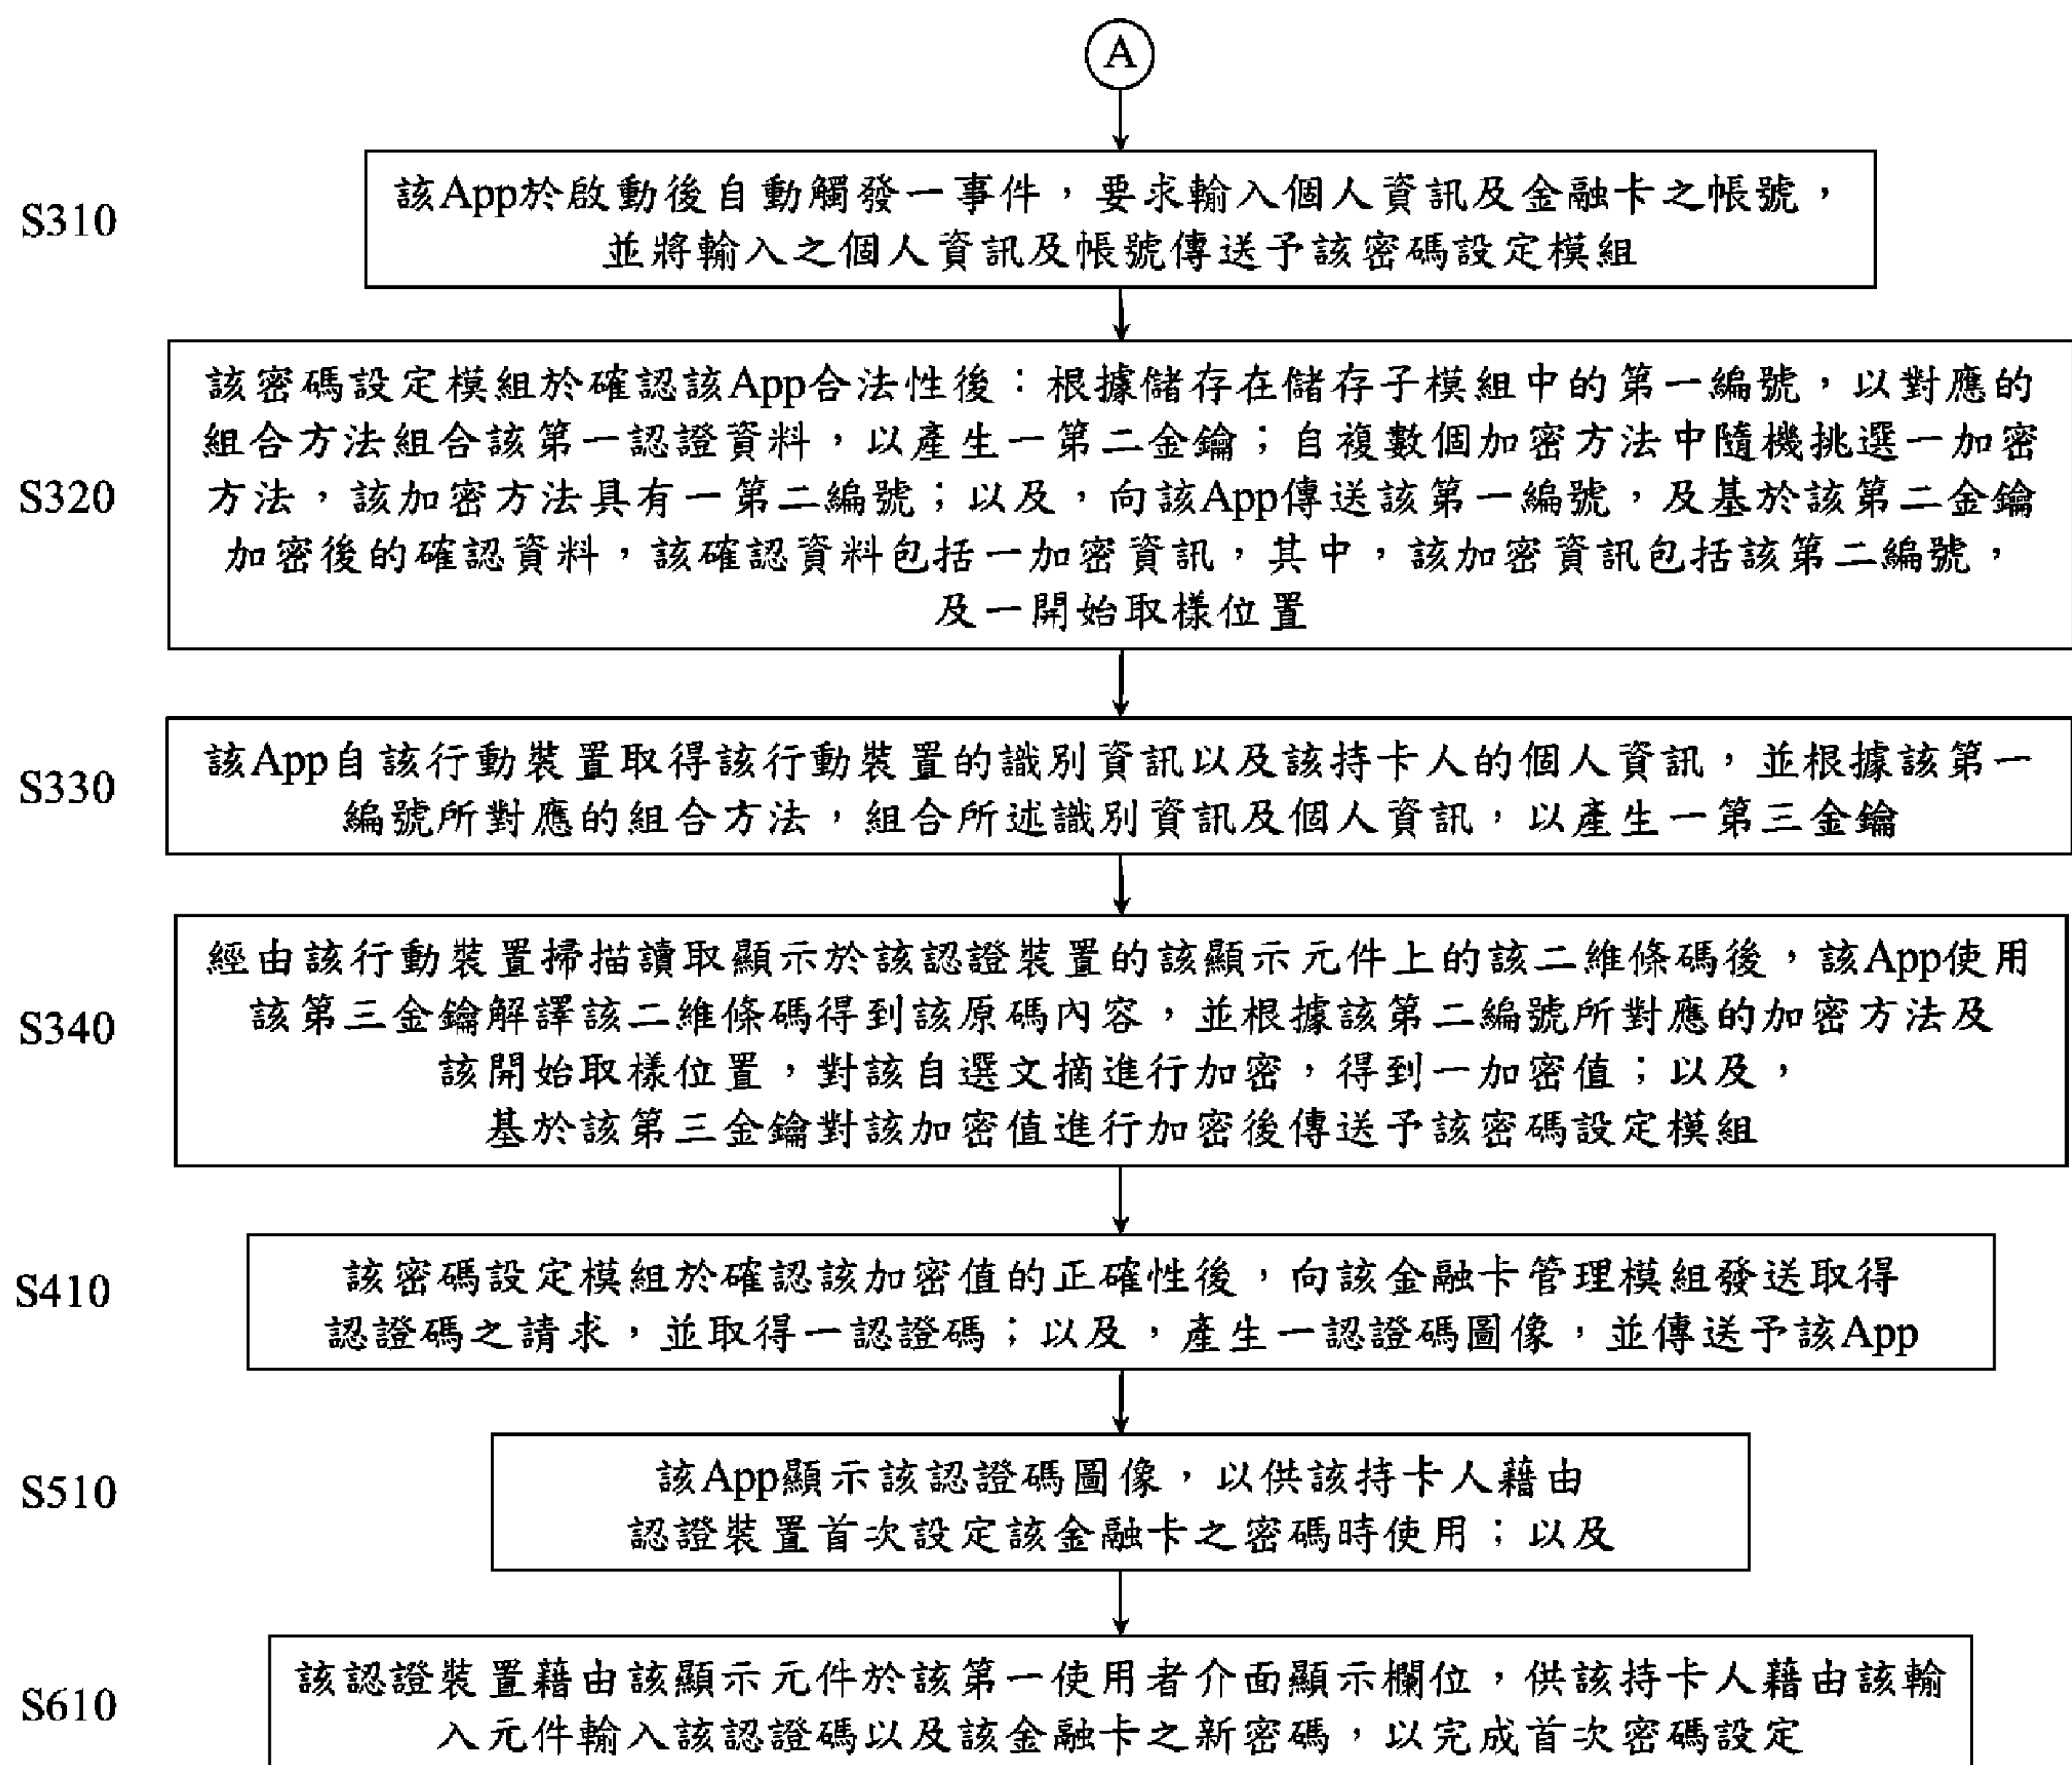 A
S310
該App於啟動後自動觸發一事件，要求輸入個人資訊及金融卡之帳號，
並將輸入之個人資訊及帳號傳送予該密碼設定模組
S320
該密碼設定模組於確認該App合法性後：根據儲存在儲存子模組中的第一編號，以對應的
組合方法組合該第一認證資料，以產生一第二金鑰；自複數個加密方法中隨機挑選一加密
方法，該加密方法具有一第二編號；以及，向該App傳送該第一編號，及基於該第二金鑰
加密後的確認資料，該確認資料包括一加密資訊，其中，該加密資訊包括該第二編號，
及一開始取樣位置
S330
該App自該行動裝置取得該行動裝置的識別資訊以及該持卡人的個人資訊，並根據該第一
編號所對應的組合方法，組合所述識別資訊及個人資訊，以產生一第三金鑰
S340
經由該行動裝置掃描讀取顯示於該認證裝置的該顯示元件上的該二維條碼後，該App使用
該第三金鑰解譯該二維條碼得到該原碼內容，並根據該第二編號所對應的加密方法及
該開始取樣位置，對該自選文摘進行加密，得到一加密值；以及，
基於該第三金鑰對該加密值進行加密後傳送予該密碼設定模組
S410
該密碼設定模組於確認該加密值的正確性後，向該金融卡管理模組發送取得
認證碼之請求，並取得一認證碼；以及，產生一認證碼圖像，並傳送予該App
S510
該App顯示該認證碼圖像，以供該持卡人藉由
認證裝置首次設定該金融卡之密碼時使用；以及
S610
該認證裝置藉由該顯示元件於該第一使用者介面顯示欄位，供該持卡人藉由該輸
入元件輸入該認證碼以及該金融卡之新密碼，以完成首次密碼設定